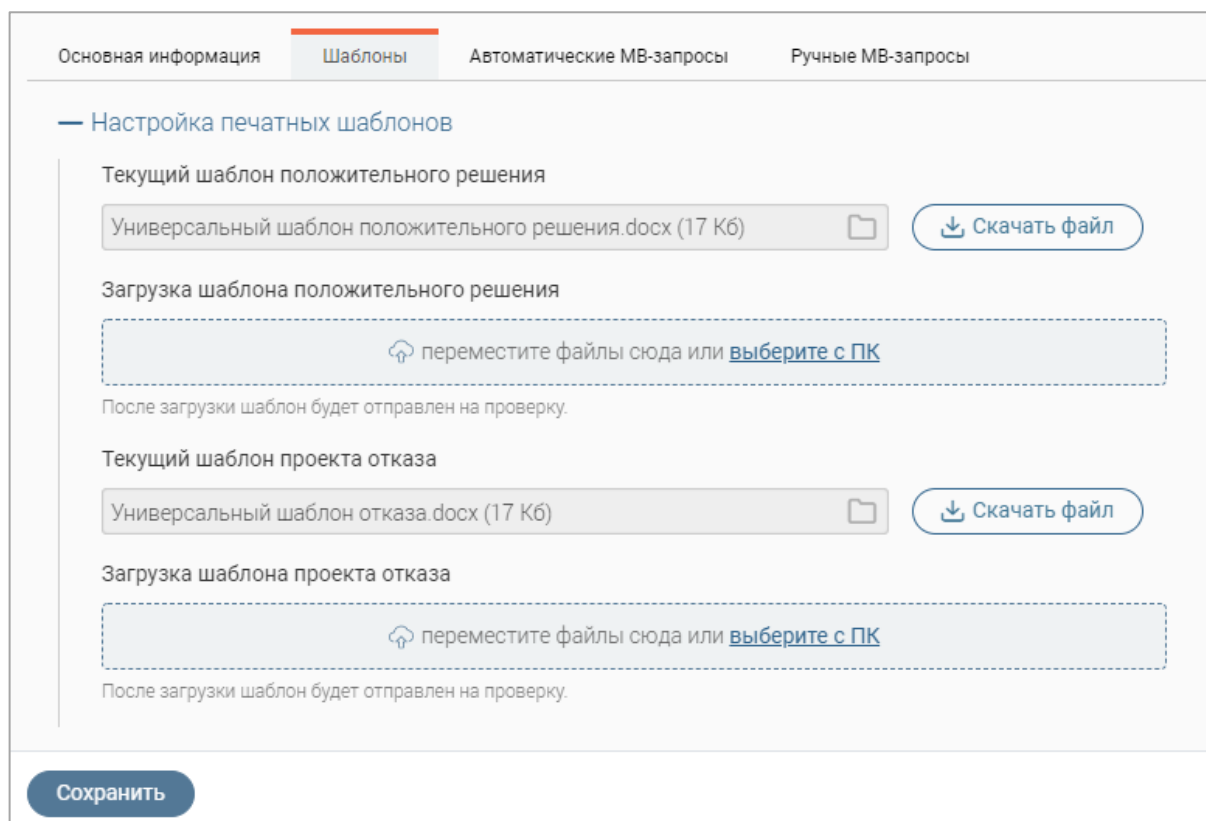 Основная информация Шаблоны Автоматические МВ-запросы Ручные МВ-запросы
Настройка печатных шаблонов
Текущий шаблон положительного решения
Универсальный шаблон положительного решения.docx (17 Кб) Скачать файл
Загрузка шаблона положительного решения
переместите файлы сюда или выберите с ПК
После загрузки шаблон будет отправлен на проверку.
Текущий шаблон проекта отказа
Универсальный шаблон отказа.docx (17 Кб) Скачать файл
Загрузка шаблона проекта отказа
переместите файлы сюда или выберите с ПК
После загрузки шаблон будет отправлен на проверку.
Сохранить